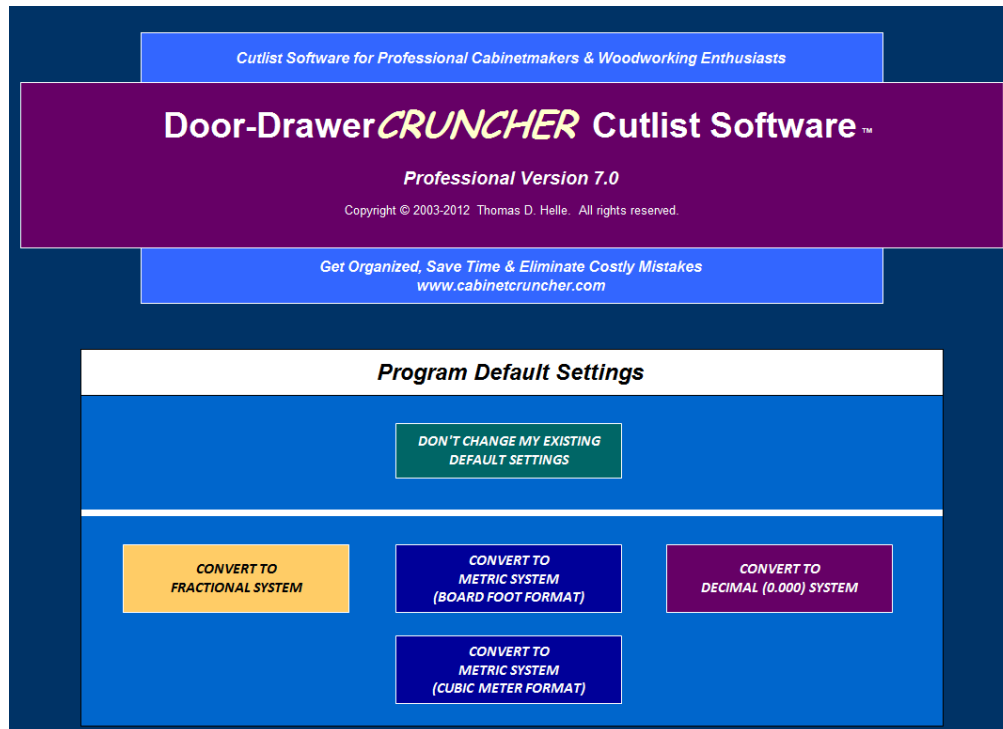 Cutlist Software for Professional Cabinetmakers & Woodworking Enthusiasts
Door-DrawerCRUNCHER Cutlist Software ™
Professional Version 7.0
Copyright © 2003-2012 Thomas D. Helle. All rights reserved.
Get Organized, Save Time & Eliminate Costly Mistakes
www.cabinetcruncher.com
Program Default Settings
DON'T CHANGE MY EXISTING
DEFAULT SETTINGS
CONVERT TO
FRACTIONAL SYSTEM
CONVERT TO
METRIC SYSTEM
(BOARD FOOT FORMAT)
CONVERT TO
DECIMAL (0.000) SYSTEM
CONVERT TO
METRIC SYSTEM
(CUBIC METER FORMAT)